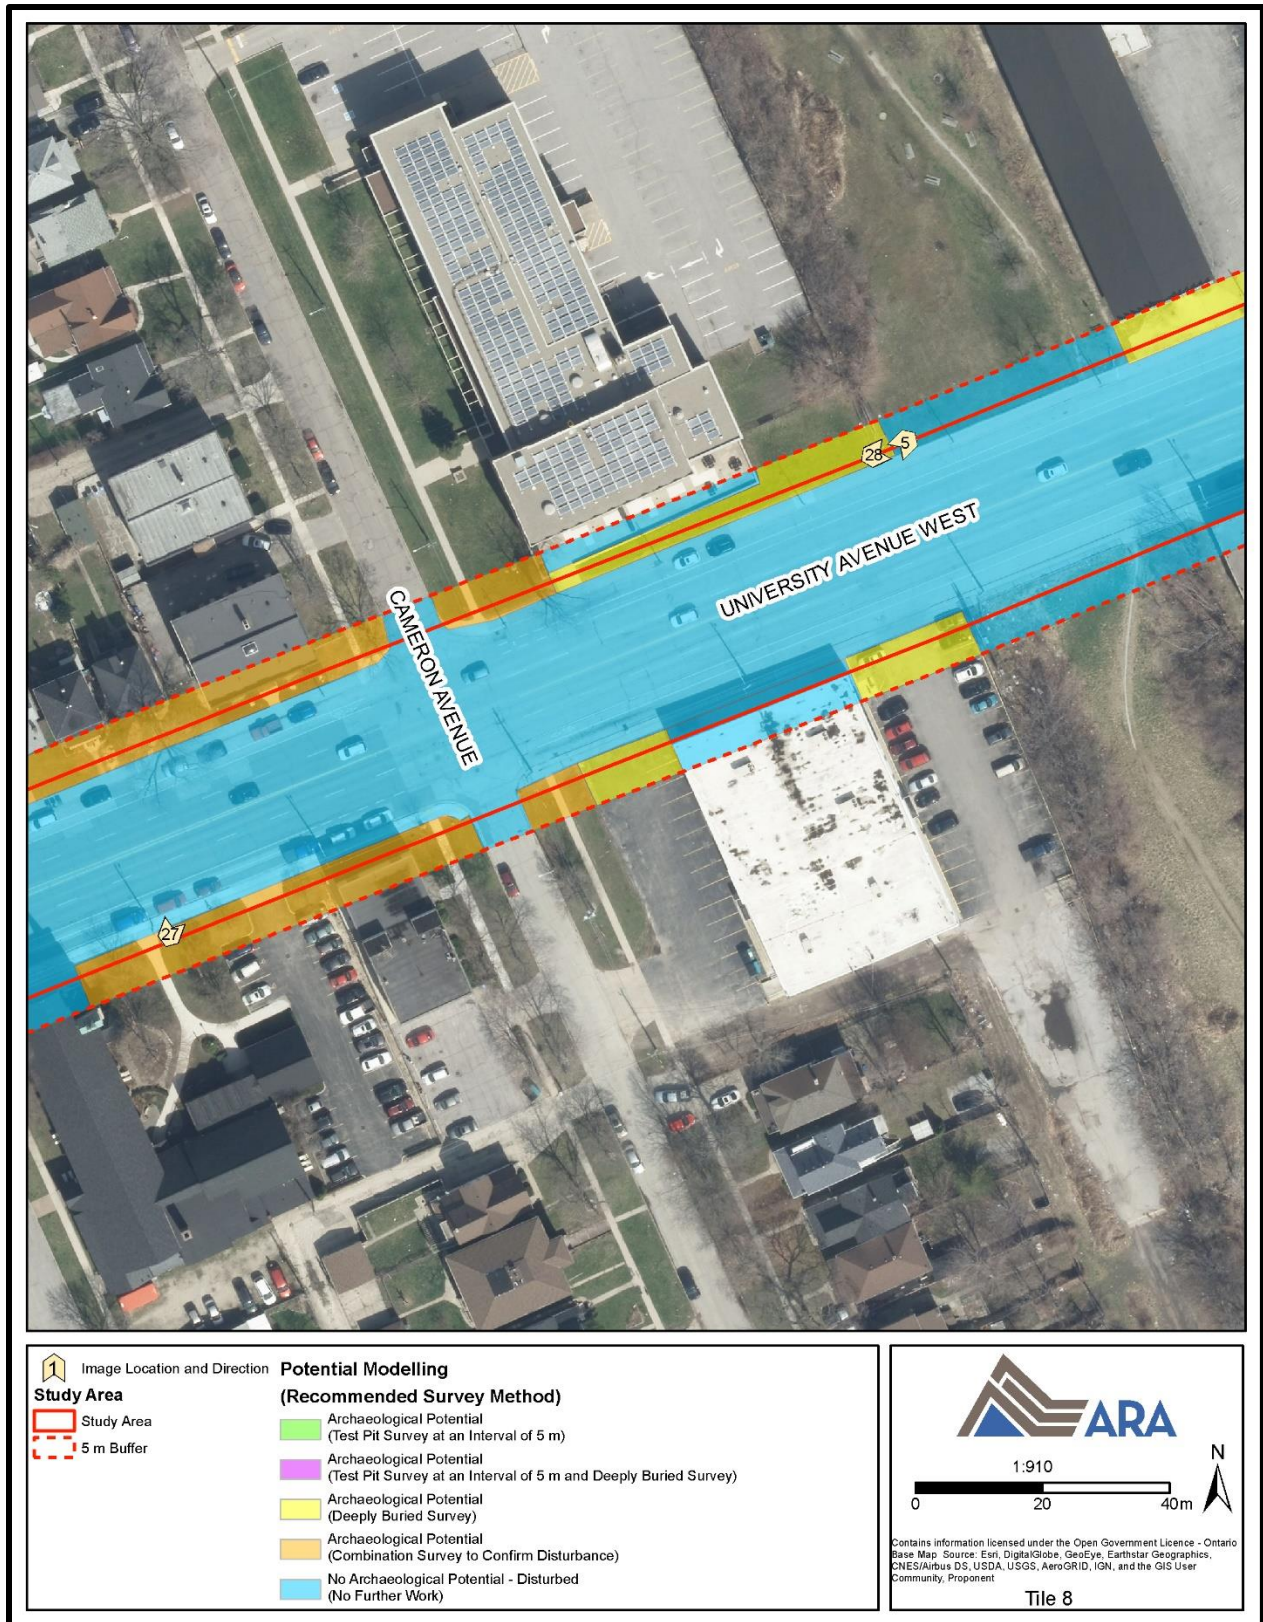 5
28
UNIVERSITY AVENUE WEST
CAMERON AVENUE
27
1
Image Location and Direction
Study Area
Study Area
5 m Buffer
Potential Modelling
(Recommended Survey Method)
Archaeological Potential
(Test Pit Survey at an Interval of 5 m)
Archaeological Potential
(Test Pit Survey at an Interval of 5 m and Deeply Buried Survey)
Archaeological Potential
(Deeply Buried Survey)
Archaeological Potential
(Combination Survey to Confirm Disturbance)
No Archaeological Potential - Disturbed
(No Further Work)
ARA
N
1:910
0 20 40m
Contains information licensed under the Open Government Licence - Ontario
Base Map Source: Esri, DigitalGlobe, GeoEye, Earthstar Geographics,
CNES/Airbus DS, USDA, USGS, AeroGRID, IGN, and the GIS User
Community, Proponent
Tile 8